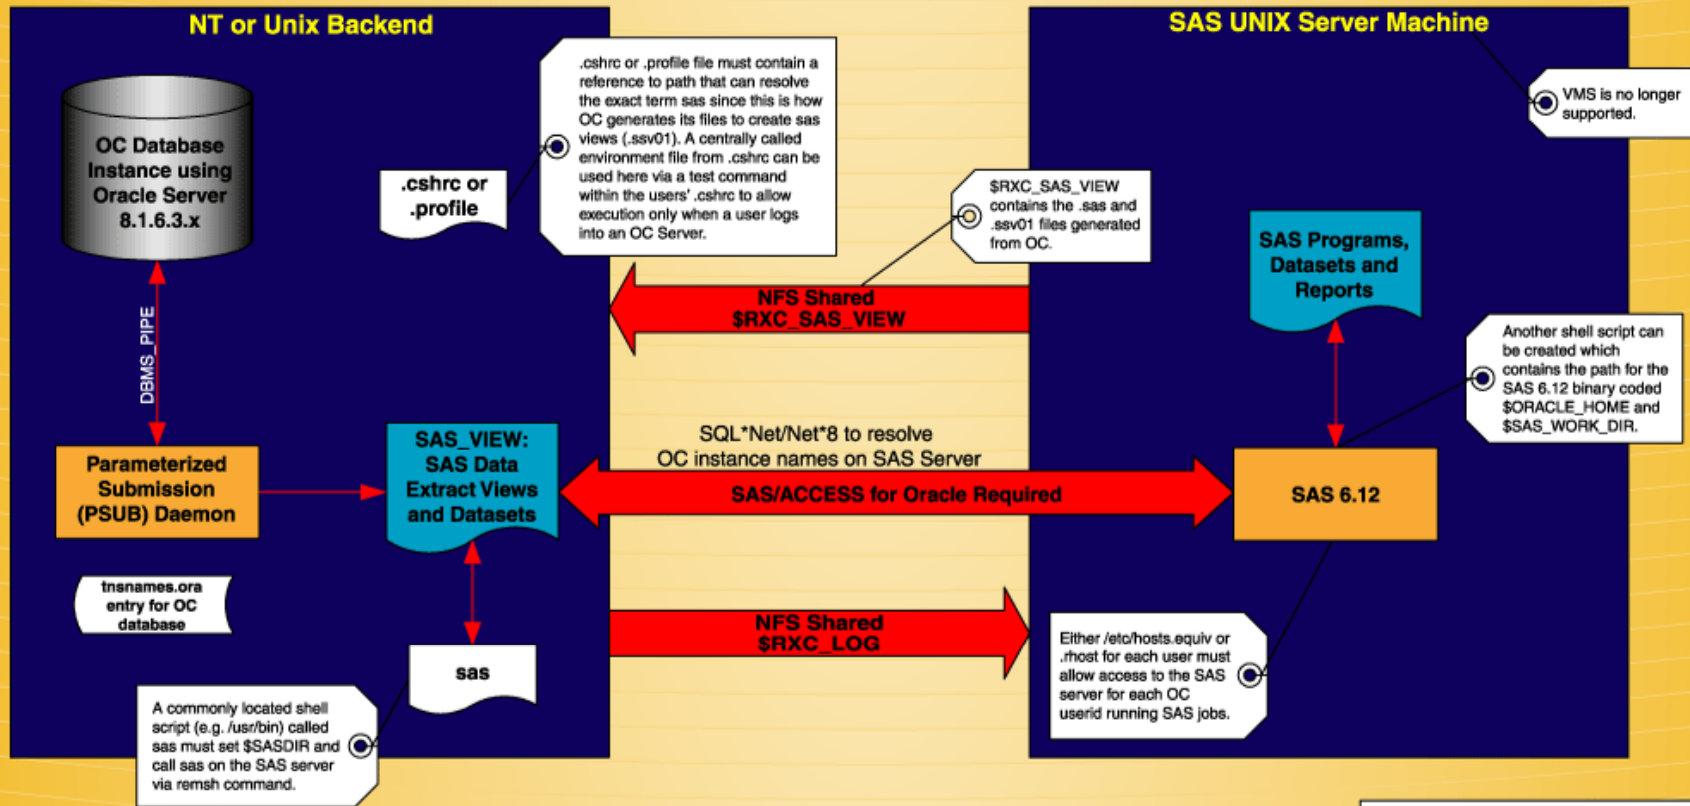 NT or Unix Backend
OC Database
Instance using
Oracle Server
8.1.6.3.x
.cshrc or
.profile
.cshrc or .profile file must contain a
reference to path that can resolve
the exact term sas since this is how
OC generates its files to create sas
views (.ssv01). A centrally called
environment file from .cshrc can be
used here via a test command
within the users' .cshrc to allow
execution only when a user logs
into an OC Server.
DBMS_PIPE
Parameterized
Submission
(PSUB) Daemon
SAS_VIEW:
SAS Data
Extract Views
and Datasets
tnsnames.ora
entry for OC
database
sas
A commonly located shell
script (e.g. /usr/bin) called
sas must set $SASDIR and
call sas on the SAS server
via remsh command.
$RXC_SAS_VIEW
contains the .sas and
.ssv01 files generated
from OC.
NFS Shared
$RXC_SAS_VIEW
SQL*Net/Net*8 to resolve
OC instance names on SAS Server
SAS/ACCESS for Oracle Required
NFS Shared
$RXC_LOG
SAS UNIX Server Machine
VMS is no longer
supported.
SAS Programs,
Datasets and
Reports
Another shell script can
be created which
contains the path for the
SAS 6.12 binary coded
$ORACLE_HOME and
$SAS_WORK_DIR.
SAS 6.12
Either /etc/hosts.equiv or
.rhost for each user must
allow access to the SAS
server for each OC
userid running SAS jobs.